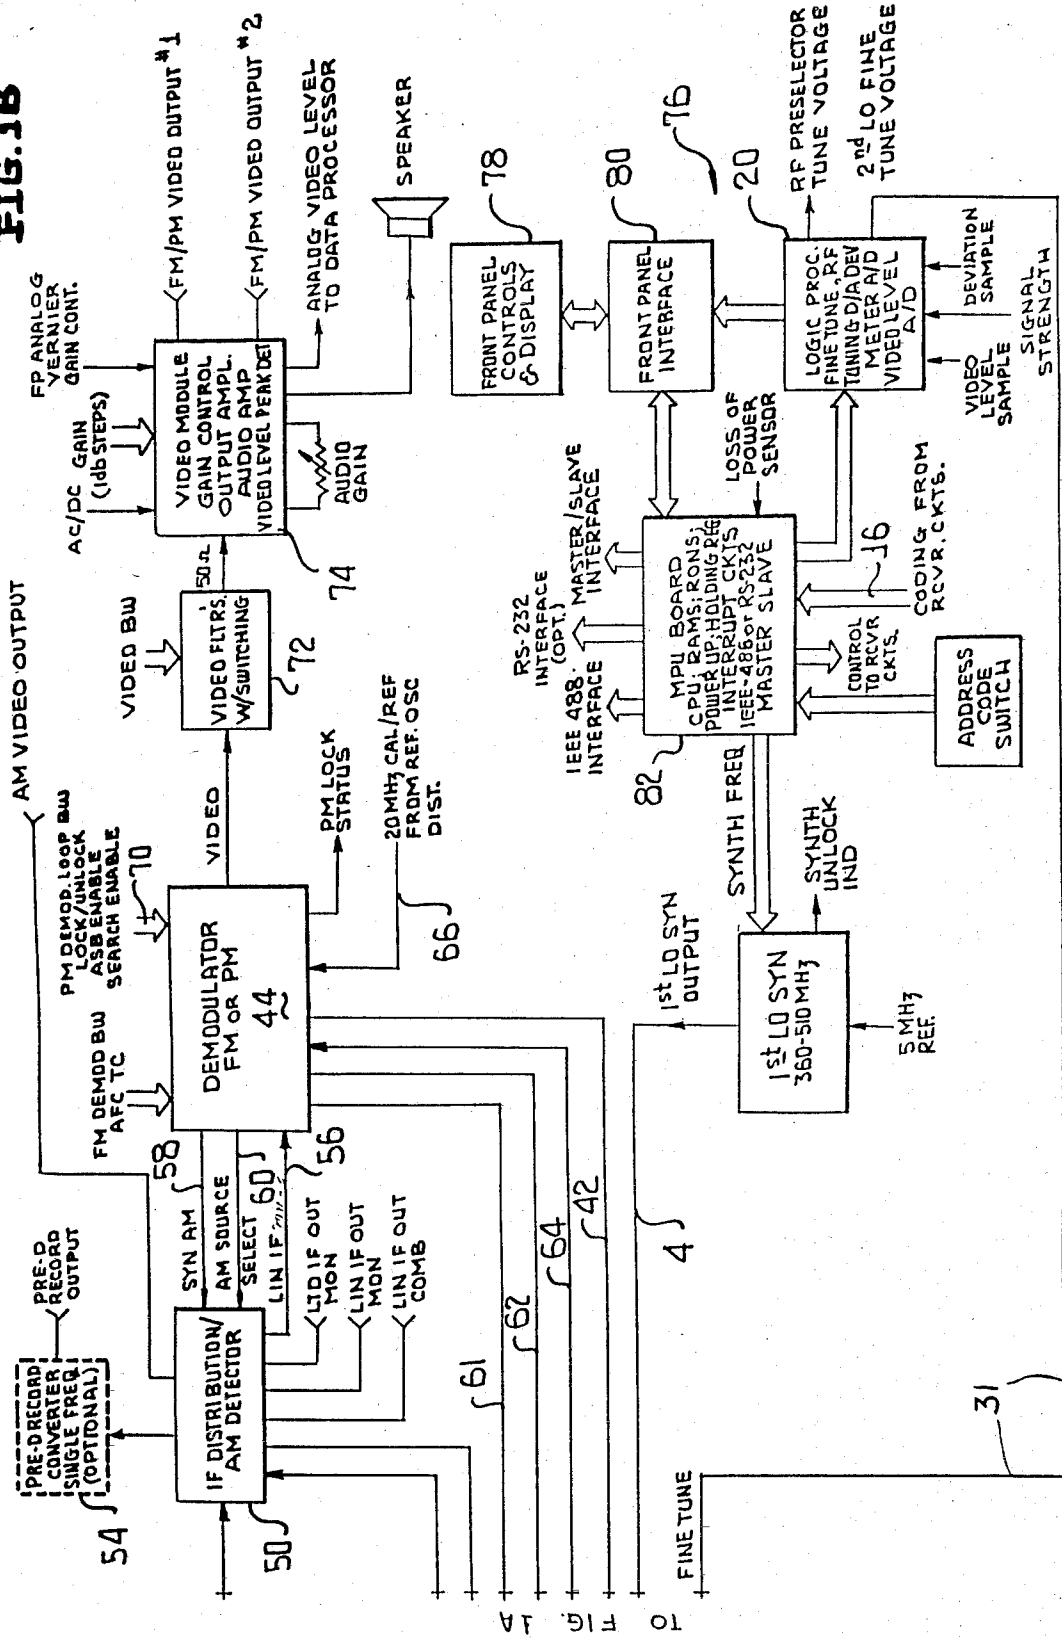 FIG.1B
PRE-D RECORD
CONVERTER
SINGLE FREQ
(OPTIONAL)
54
PRE-D
RECORD
OUTPUT
AM VIDEO OUTPUT
IF DISTRIBUTION/
AM DETECTOR
50
SYN AM
58
AM SOURCE
SELECT
60
LIN IF
56
LTD IF OUT
MON
LIN IF OUT
MON
LIN IF OUT
COMB
FM DEMOD BW
AFC TC
PM DEMOD. LOOP BW
LOCK/UNLOCK
ASB ENABLE
SEARCH ENABLE
70
DEMODULATOR
FM OR PM
44
PM LOCK
STATUS
20MHz CAL/REF
FROM REF. OSC
DIST.
66
VIDEO
VIDEO BW
VIDEO FLTR'S.
W/SWITCHING
72
50Ω
AC/DC GAIN
(1db STEPS)
FP ANALOG
VERNIER
GAIN CONT.
VIDEO MODULE
GAIN CONTROL
OUTPUT AMPL.
AUDIO AMP
VIDEO LEVEL PEAK DET
74
AUDIO
GAIN
FM/PM VIDEO OUTPUT #1
FM/PM VIDEO OUTPUT #2
ANALOG VIDEO LEVEL
TO DATA PROCESSOR
SPEAKER
61
62
64
42
4
1st LO SYN
OUTPUT
1st LO SYN
360-510 MHz
5 MHz
REF.
SYNTH
UNLOCK
IND
SYNTH FREQ
82
IEEE 488
INTERFACE
RS-232
INTERFACE
(OPT.)
MASTER/SLAVE
INTERFACE
MPU BOARD
CPU; RAMS; RONS;
POWER UP; HOLDING REG
INTERRUPT CKTS
IEEE-486 or RS-232
MASTER SLAVE
LOSS OF
POWER
SENSOR
ADDRESS
CODE
SWITCH
CONTROL
TO RCVR
CKTS.
16
CODING FROM
RCVR. CKTS.
FRONT PANEL
CONTROLS
& DISPLAY
78
FRONT PANEL
INTERFACE
80
76
LOGIC PROC.
FINE TUNE, RF
TUNING D/A DEV
METER A/D
VIDEO LEVEL
A/D
20
RF PRESELECTOR
TUNE VOLTAGE
2nd LO FINE
TUNE VOLTAGE
VIDEO
LEVEL
SAMPLE
DEVIATION
SAMPLE
SIGNAL
STRENGTH
TO FIG. 1A
FINE TUNE
31